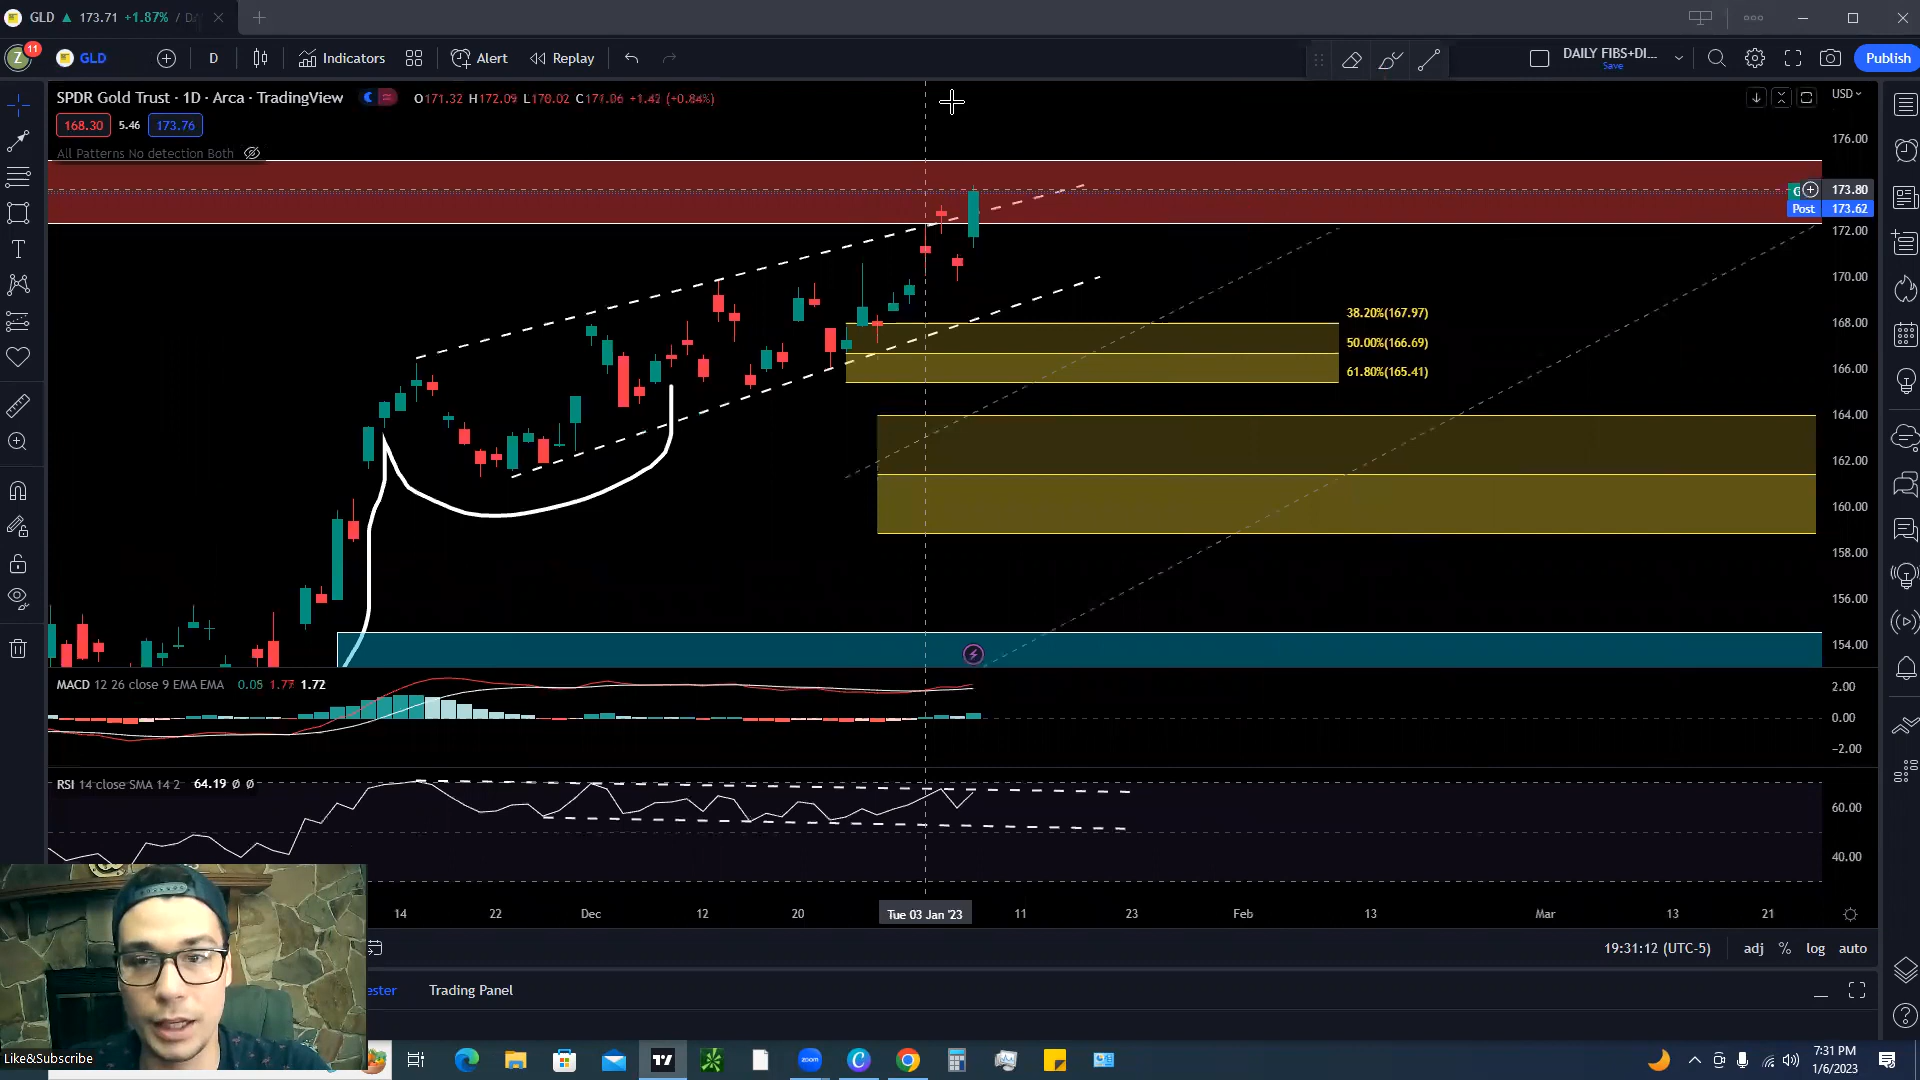 GLD ▲ 173.71 +1.87% / DA
11
Z GLD D Indicators Alert Replay DAILY FIBS+DI... Save Publish
SPDR Gold Trust · 1D · Arca · TradingView O171.32 H172.09 L170.02 C171.06 +1.42 (+0.84%) USD
168.30 5.46 173.76
All Patterns No detection Both
176.00
173.80
Post 173.62
172.00
170.00
38.20%(167.97)
168.00
50.00%(166.69)
166.00
61.80%(165.41)
164.00
162.00
160.00
158.00
156.00
154.00
MACD 12 26 close 9 EMA EMA 0.05 1.77 1.72
2.00
0.00
−2.00
RSI 14 close SMA 14 2 64.19 ø ø
60.00
40.00
14 22 Dec 12 20 Tue 03 Jan '23 11 23 Feb 13 Mar 13 21
19:31:12 (UTC-5) adj % log auto
ester Trading Panel
Like&Subscribe
zoom
7:31 PM
1/6/2023